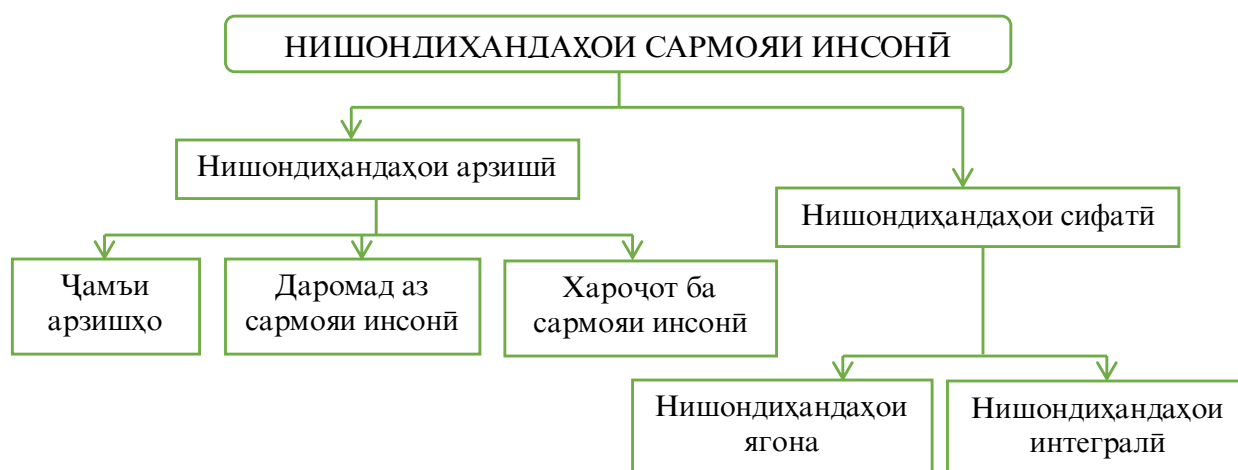 НИШОНДИҲАНДАҲОИ САРМОЯИ ИНСОНӢ
Нишондиҳандаҳои арзишӣ
Нишондиҳандаҳои сифатӣ
Ҷамъи
арзишҳо
Даромад аз
сармояи инсонӣ
Хароҷот ба
сармояи инсонӣ
Нишондиҳандаҳои
ягона
Нишондиҳандаҳои
интегралӣ